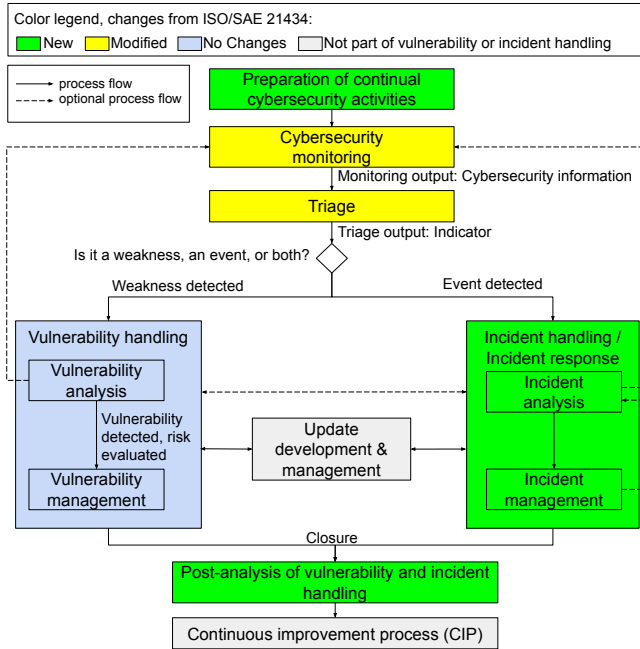 Color legend, changes from ISO/SAE 21434:
New
Modified
No Changes
Not part of vulnerability or incident handling
process flow
optional process flow
Preparation of continual
cybersecurity activities
Cybersecurity
monitoring
Monitoring output: Cybersecurity information
Triage
Triage output: Indicator
Is it a weakness, an event, or both?
Weakness detected
Event detected
Vulnerability handling
Vulnerability
analysis
Vulnerability
detected, risk
evaluated
Vulnerability
management
Update
development &
management
Incident handling /
Incident response
Incident
analysis
Incident
management
Closure
Post-analysis of vulnerability and incident
handling
Continuous improvement process (CIP)